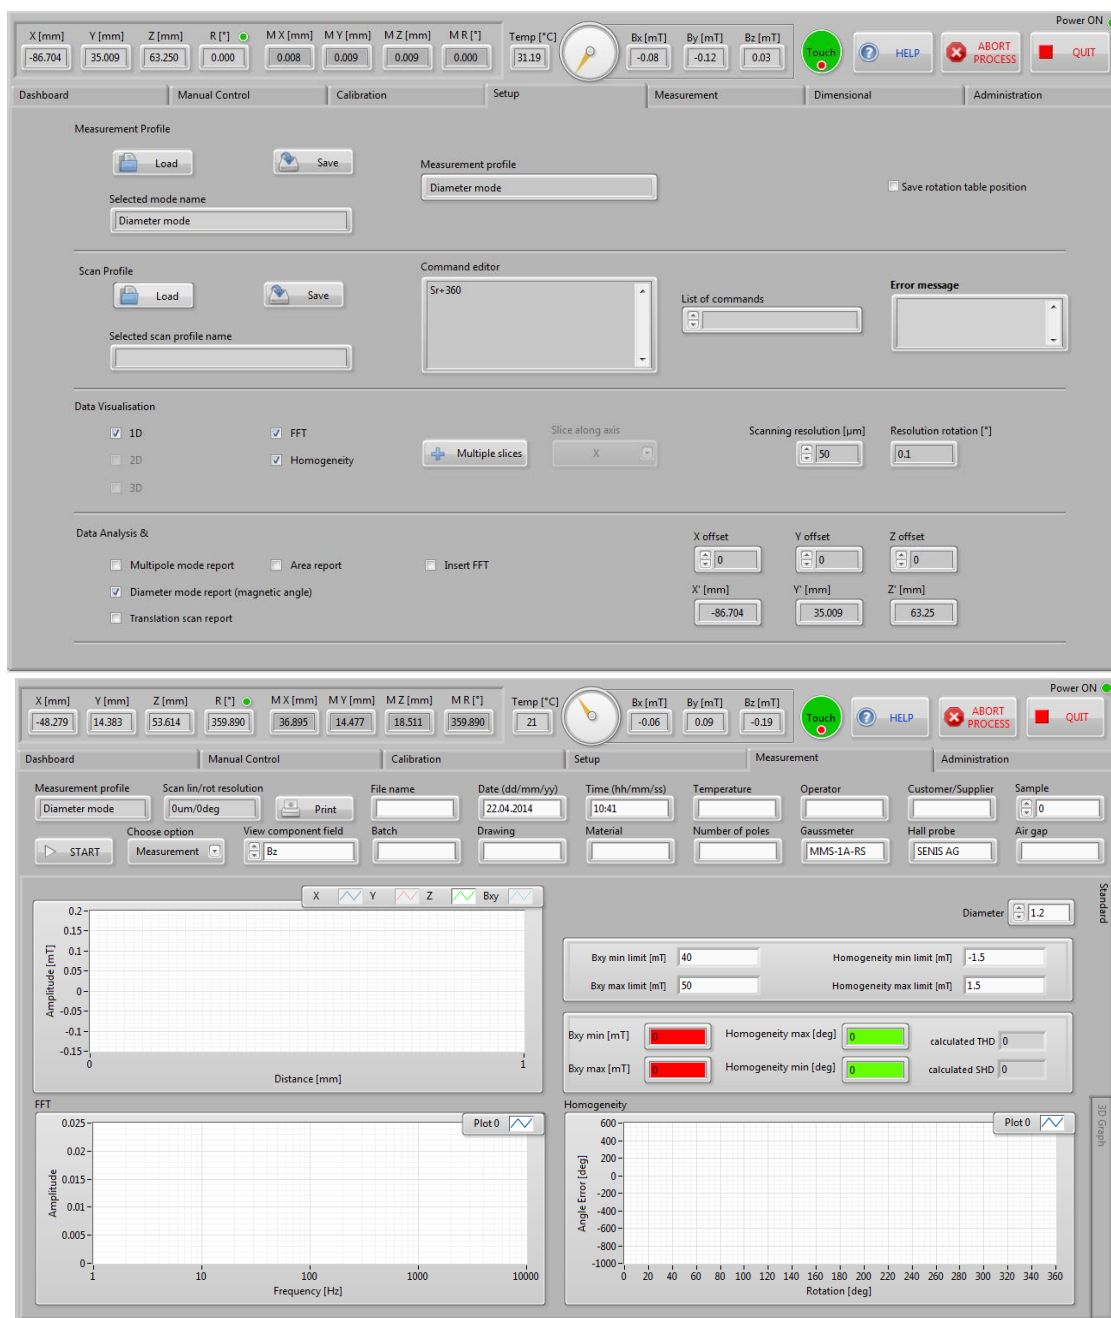 Power ON
X [mm] Y [mm] Z [mm] R [°] M X [mm] M Y [mm] M Z [mm] M R [°] Temp [°C] Bx [mT] By [mT] Bz [mT]
-86.704 35.009 63.250 0.000 0.008 0.009 0.009 0.000 31.19 -0.08 -0.12 0.03 Touch HELP ABORT PROCESS QUIT
Dashboard Manual Control Calibration Setup Measurement Dimensional Administration
Measurement Profile
Load Save Measurement profile
Diameter mode Save rotation table position
Selected mode name
Diameter mode
Scan Profile Command editor
Load Save Sr+360 List of commands Error message
Selected scan profile name
Data Visualisation
1D FFT Slice along axis Scanning resolution [µm] Resolution rotation [°]
2D Homogeneity Multiple slices X 50 0.1
3D
Data Analysis & X offset Y offset Z offset
Multipole mode report Area report Insert FFT 0 0 0
Diameter mode report (magnetic angle) X' [mm] Y' [mm] Z' [mm]
Translation scan report -86.704 35.009 63.25
Power ON
X [mm] Y [mm] Z [mm] R [°] M X [mm] M Y [mm] M Z [mm] M R [°] Temp [°C] Bx [mT] By [mT] Bz [mT]
-48.279 14.383 53.614 359.890 36.895 14.477 18.511 359.890 21 -0.06 0.09 -0.19 Touch HELP ABORT PROCESS QUIT
Dashboard Manual Control Calibration Setup Measurement Administration
Measurement profile Scan lin/rot resolution File name Date (dd/mm/yy) Time (hh/mm/ss) Temperature Operator Customer/Supplier Sample
Diameter mode 0um/0deg Print 22.04.2014 10:41 0
Choose option View component field Batch Drawing Material Number of poles Gaussmeter Hall probe Air gap
START Measurement Bz MMS-1A-RS SENIS AG
X Y Z Bxy
Standard
Diameter 1.2
0.2
0.15
0.1
0.05
0
-0.05
-0.1
-0.15
Amplitude [mT]
0 1
Distance [mm]
Bxy min limit [mT] 40 Homogeneity min limit [mT] -1.5
Bxy max limit [mT] 50 Homogeneity max limit [mT] 1.5
Bxy min [mT] 0 Homogeneity max [deg] 0 calculated THD 0
Bxy max [mT] 0 Homogeneity min [deg] 0 calculated SHD 0
FFT
Plot 0
0.025
0.02
0.015
0.01
0.005
0
Amplitude
1 10 100 1000 10000
Frequency [Hz]
Homogeneity
Plot 0
600
400
200
0
-200
-400
-600
-800
-1000
Angle Error [deg]
0 20 40 60 80 100 120 140 160 180 200 220 240 260 280 300 320 340 360
Rotation [deg]
3D Graph